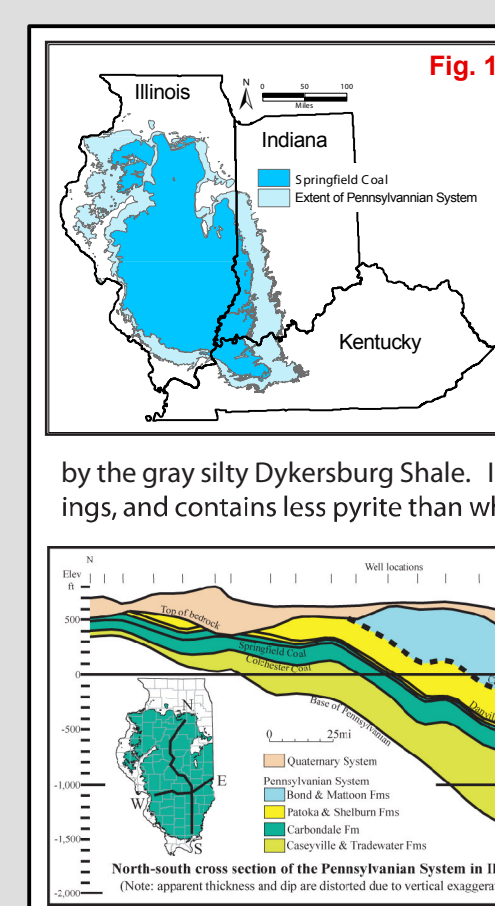 Fig. 1
Illinois
N
0 50 100
Miles
Indiana
Springfield Coal
Extent of Pennsylvannian System
Kentucky
by the gray silty Dykersburg Shale. I
ings, and contains less pyrite than wh
N
Elev
ft
Well locations
500
Top of bedrock
Springfield Coal
Colchester Coal
0
Danvil
Base of Pennsylvanian
-500
N
0 25mi
Quaternary System
Pennsylvanian System
E
-1,000
Bond & Mattoon Fms
W
Patoka & Shelburn Fms
Carbondale Fm
-1,500
S
Caseyville & Tradewater Fms
North-south cross section of the Pennsylvanian System in Il
(Note: apparent thickness and dip are distorted due to vertical exaggera
-2,000